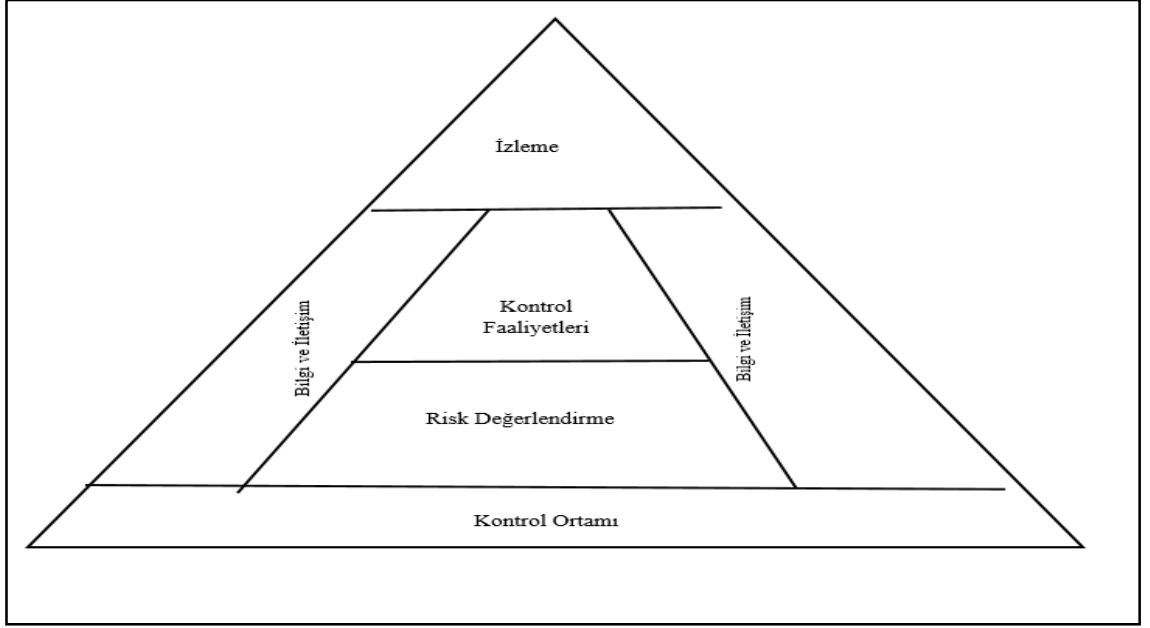 İzleme
Bilgi ve İletişim
Kontrol
Faaliyetleri
Bilgi ve İletişim
Risk Değerlendirme
Kontrol Ortamı